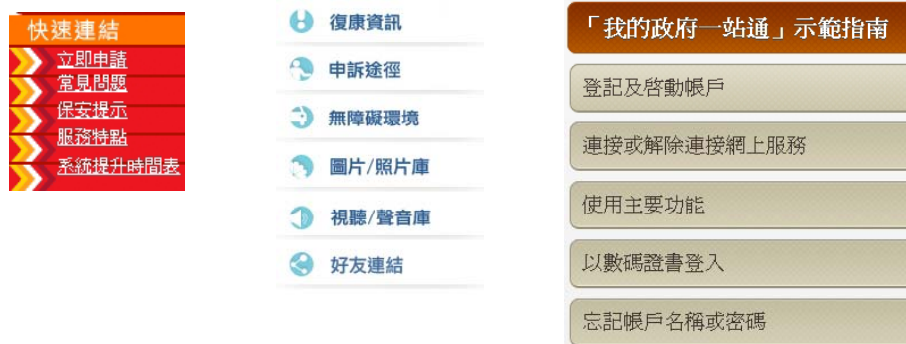 快速連結
立即申請
常見問題
保安提示
服務特點
系統提升時間表
復康資訊
申訴途徑
無障礙環境
圖片/照片庫
視聽/聲音庫
好友連結
「我的政府一站通」示範指南
登記及啓動帳戶
連接或解除連接網上服務
使用主要功能
以數碼證書登入
忘記帳戶名稱或密碼